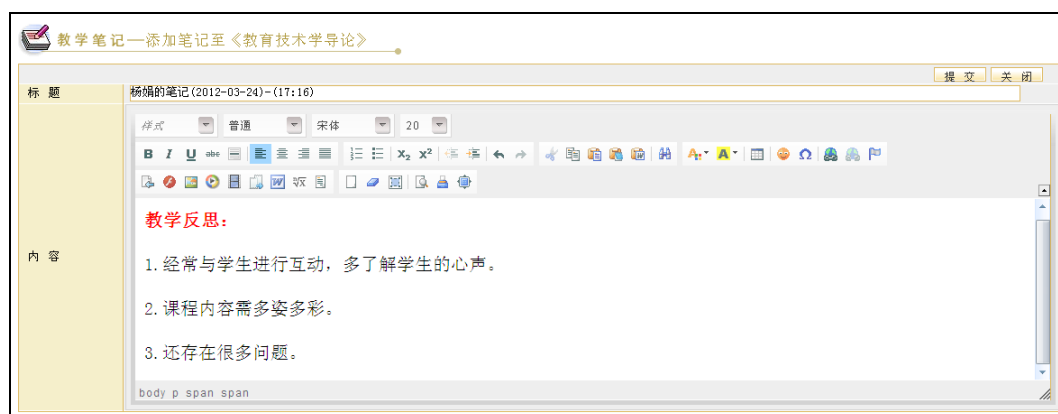 教学笔记—添加笔记至《教育技术学导论》
提 交 关 闭
标 题 杨娟的笔记(2012-03-24)-(17:16)
样式 普通 宋体 20
B I U abc X₂ X²
内 容
教学反思：
1.经常与学生进行互动，多了解学生的心声。
2.课程内容需多姿多彩。
3.还存在很多问题。
body p span span